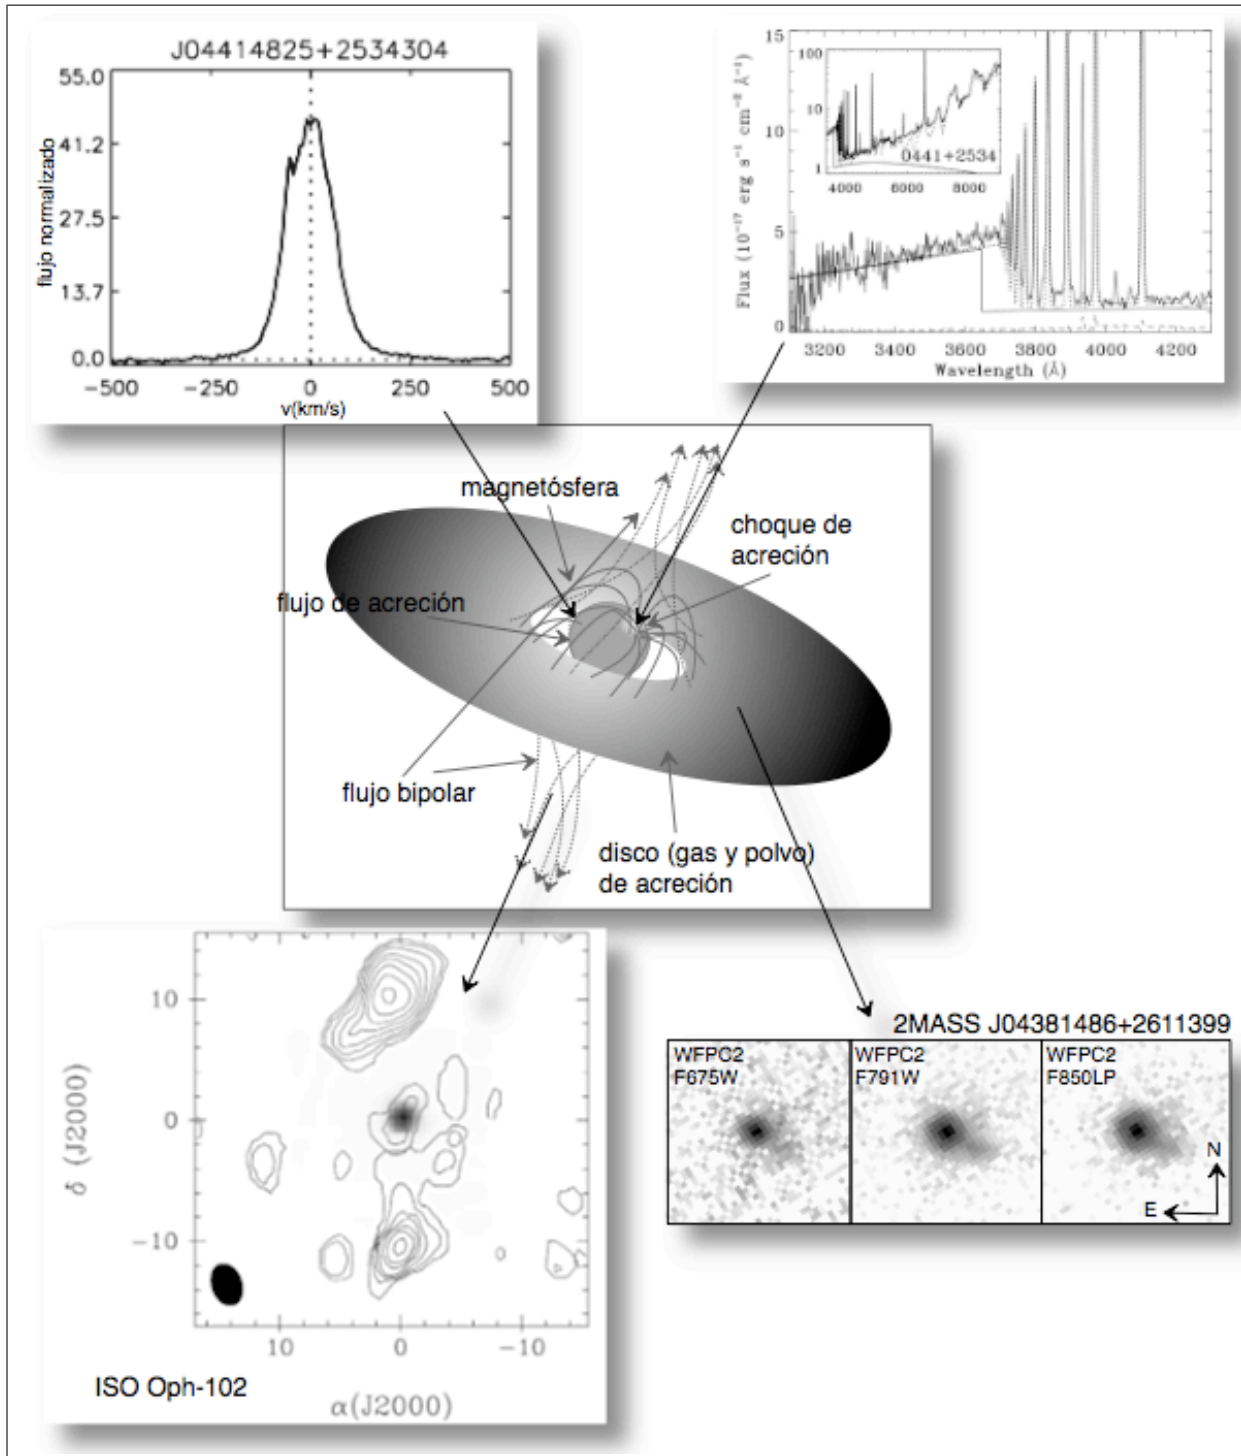 J04414825+2534304
55.0
41.2
27.5
13.7
0.0
flujo normalizado
-500
-250
0
250
500
v(km/s)
15
10
5
0
Flux (10⁻¹⁷ erg s⁻¹ cm⁻² Å⁻¹)
100
10
1
0441+2534
4000
6000
8000
3200
3400
3600
3800
4000
4200
Wavelength (Å)
magnetósfera
choque de
acreción
flujo de acreción
flujo bipolar
disco (gas y polvo)
de acreción
10
0
-10
δ (J2000)
10
0
-10
ISO Oph-102
α(J2000)
2MASS J04381486+2611399
WFPC2
F675W
WFPC2
F791W
WFPC2
F850LP
N
E